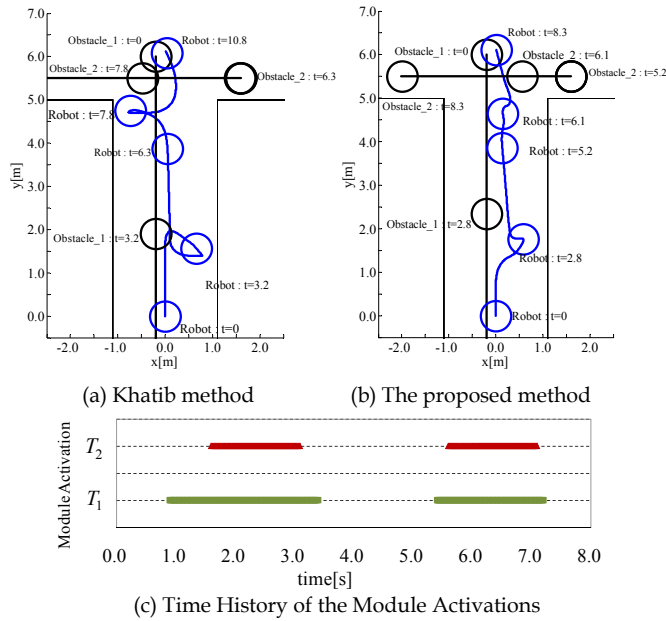 6.0
5.0
4.0
3.0
2.0
1.0
0.0
y[m]
Obstacle_1 : t=0
Robot : t=10.8
Obstacle_2 : t=7.8
Obstacle_2 : t=6.3
Robot : t=7.8
Robot : t=6.3
Obstacle_1 : t=3.2
Robot : t=3.2
Robot : t=0
-2.0 -1.0 0.0 1.0 2.0
x[m]
(a) Khatib method
7.0
6.0
5.0
4.0
3.0
2.0
1.0
0.0
y[m]
Robot : t=8.3
Obstacle_1 : t=0
Obstacle_2 : t=6.1
Obstacle_2 : t=5.2
Obstacle_2 : t=8.3
Robot : t=6.1
Robot : t=5.2
Obstacle_1 : t=2.8
Robot : t=2.8
Robot : t=0
-2.0 -1.0 0.0 1.0 2.0
x[m]
(b) The proposed method
Module Activation
T2
T1
0.0 1.0 2.0 3.0 4.0 5.0 6.0 7.0 8.0
time[s]
(c) Time History of the Module Activations